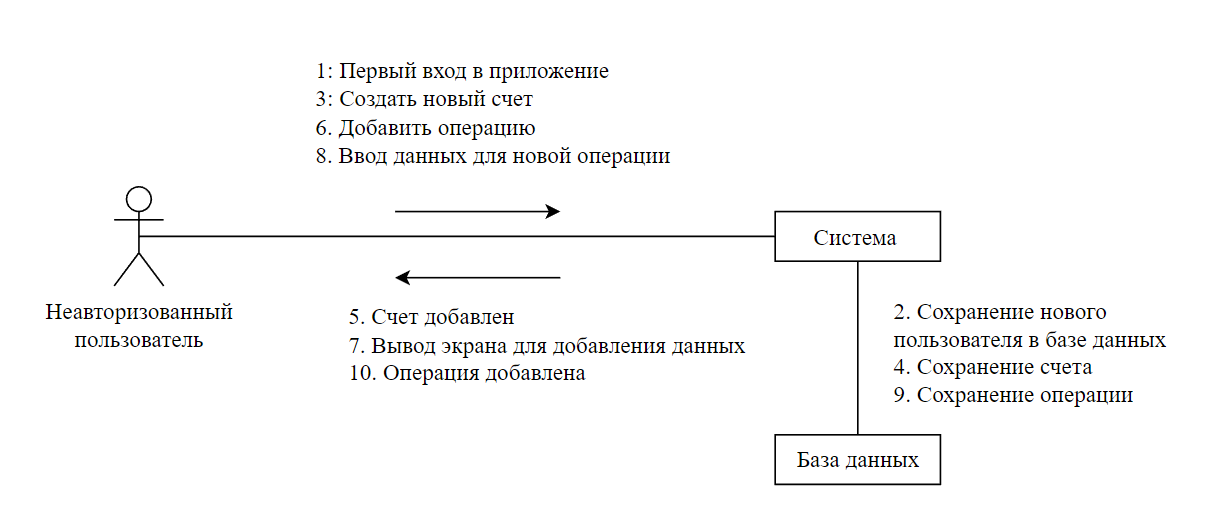 1: Первый вход в приложение
3: Создать новый счет
6. Добавить операцию
8. Ввод данных для новой операции
Система
Неавторизованный
пользователь
5. Счет добавлен
7. Вывод экрана для добавления данных
10. Операция добавлена
2. Сохранение нового
пользователя в базе данных
4. Сохранение счета
9. Сохранение операции
База данных